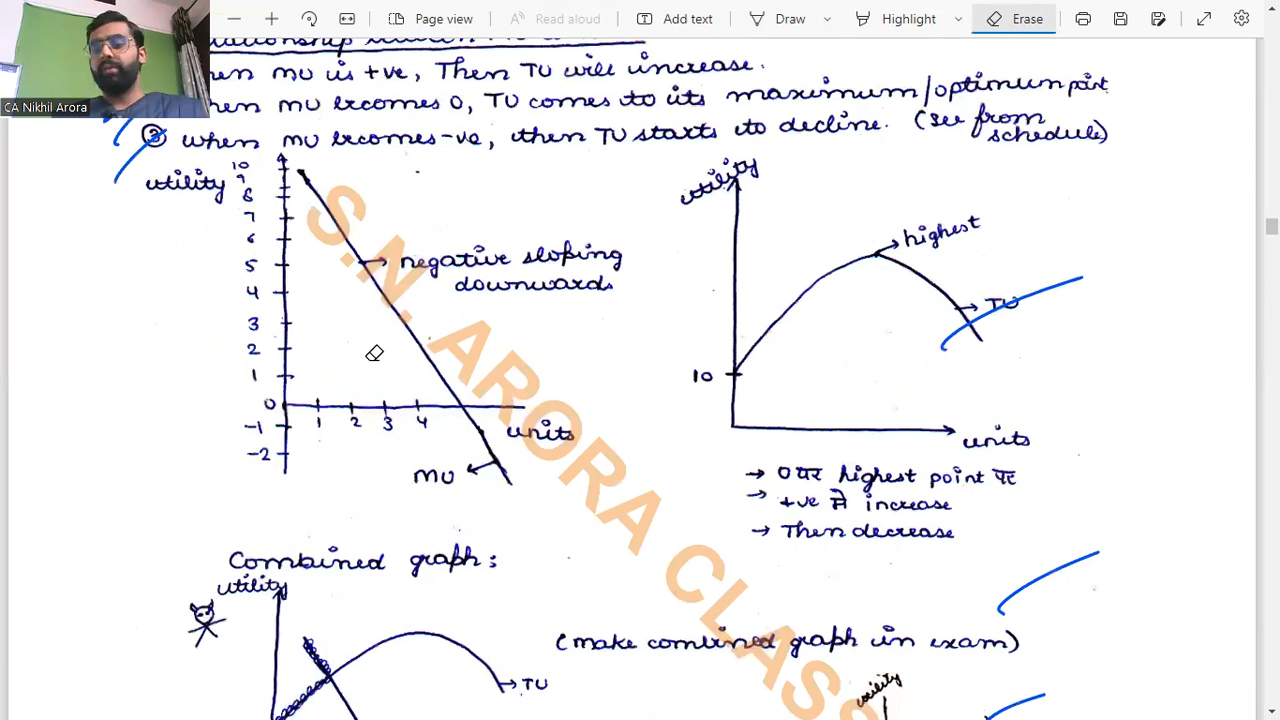 Page view
Read aloud
Add text
Draw
Highlight
Erase
CA Nikhil Arora
is +ve, Then TU will increase.
mu becomes 0, TU comes to its maximum/optimum point
③ when mu becomes -ve, then TU starts to decline. (see from schedule)
utility
10
9
8
7
6
5
4
3
2
1
0
-1
-2
1 2 3 4
units
negative sloping
downwards
MU
utility
highest
TU
10
units
→ 0 पर highest point पर
→ +ve में increase
→ Then decrease
Combined graph:
utility
TU
(make combined graph in exam)
utility
S.N. ARORA CLASS